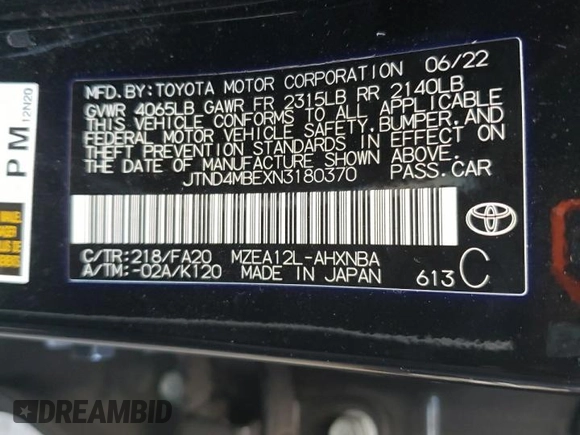 MFD. BY: TOYOTA MOTOR CORPORATION 06/22
GVWR 4065LB GAWR FR 2315LB RR 2140LB
THIS VEHICLE CONFORMS TO ALL APPLICABLE
FEDERAL MOTOR VEHICLE SAFETY, BUMPER, AND
THEFT PREVENTION STANDARDS IN EFFECT ON
THE DATE OF MANUFACTURE SHOWN ABOVE.
JTND4MBEXN3180370 PASS. CAR
C/TR: 218/FA20 MZEA12L-AHXNBA
A/TM: -02A/K120 MADE IN JAPAN 613 C
PM 12N20
DREAMBID